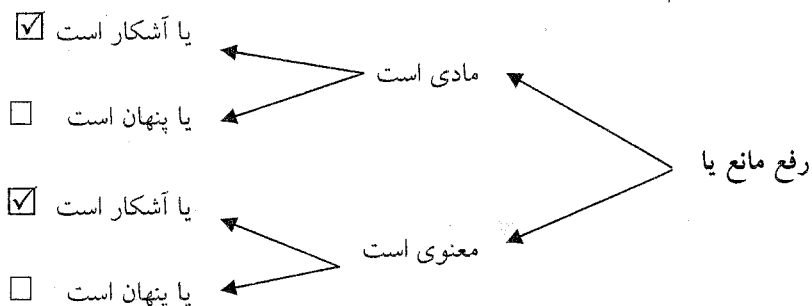 یا آشکار است ☑
مادی است
یا پنهان است ☐
رفع مانع یا
یا آشکار است ☑
معنوی است
یا پنهان است ☐